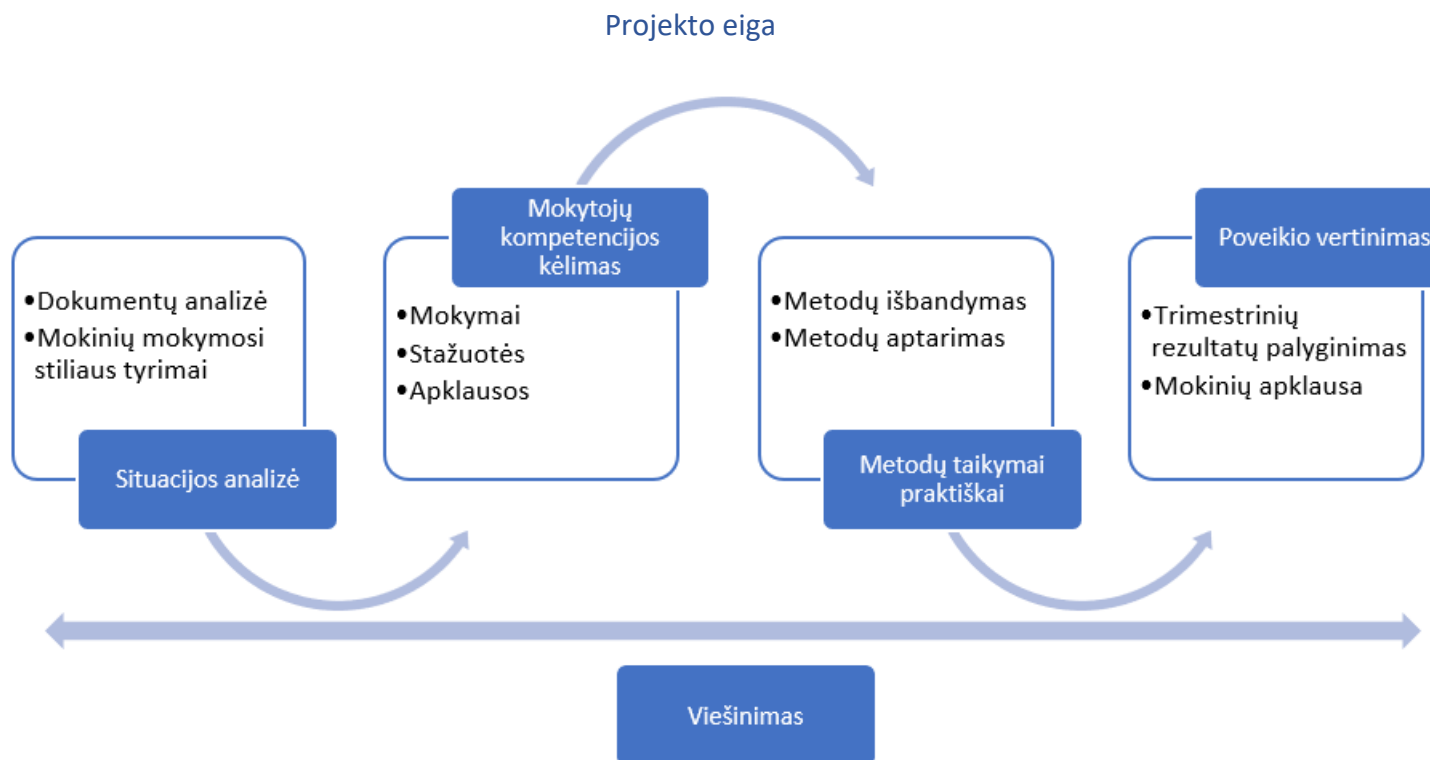 Projekto eiga
•Dokumentų analizė
•Mokinių mokymosi
stiliaus tyrimai
Situacijos analizė
Mokytojų
kompetencijos
kėlimas
•Mokymai
•Stažuotės
•Apklausos
•Metodų išbandymas
•Metodų aptarimas
Metodų taikymai
praktiškai
Poveikio vertinimas
•Trimestrinių
rezultatų palyginimas
•Mokinių apklausa
Viešinimas